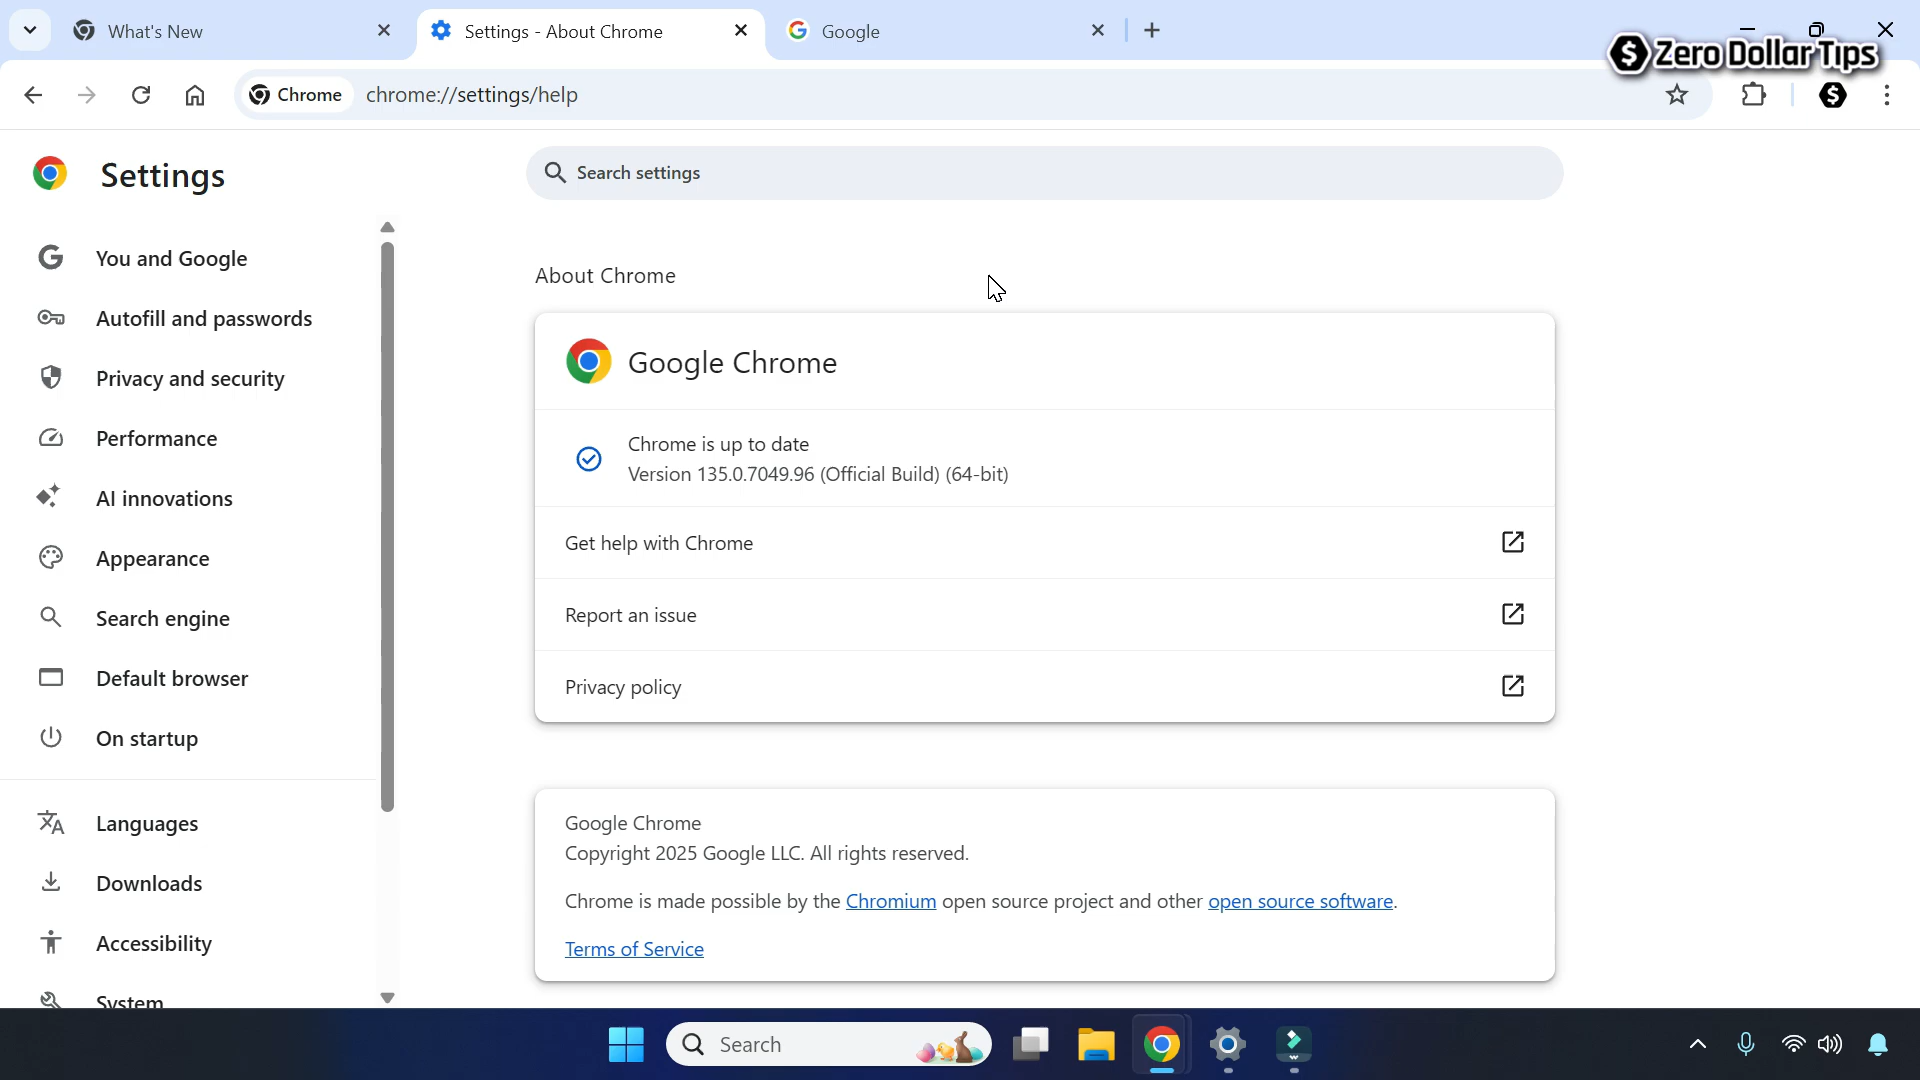 What's New
Settings - About Chrome
Google
Zero Dollar Tips
Chrome
chrome://settings/help
Settings
Search settings
You and Google
Autofill and passwords
Privacy and security
Performance
AI innovations
Appearance
Search engine
Default browser
On startup
Languages
Downloads
Accessibility
System
About Chrome
Google Chrome
Chrome is up to date
Version 135.0.7049.96 (Official Build) (64-bit)
Get help with Chrome
Report an issue
Privacy policy
Google Chrome
Copyright 2025 Google LLC. All rights reserved.
Chrome is made possible by the Chromium open source project and other open source software.
Terms of Service
Search